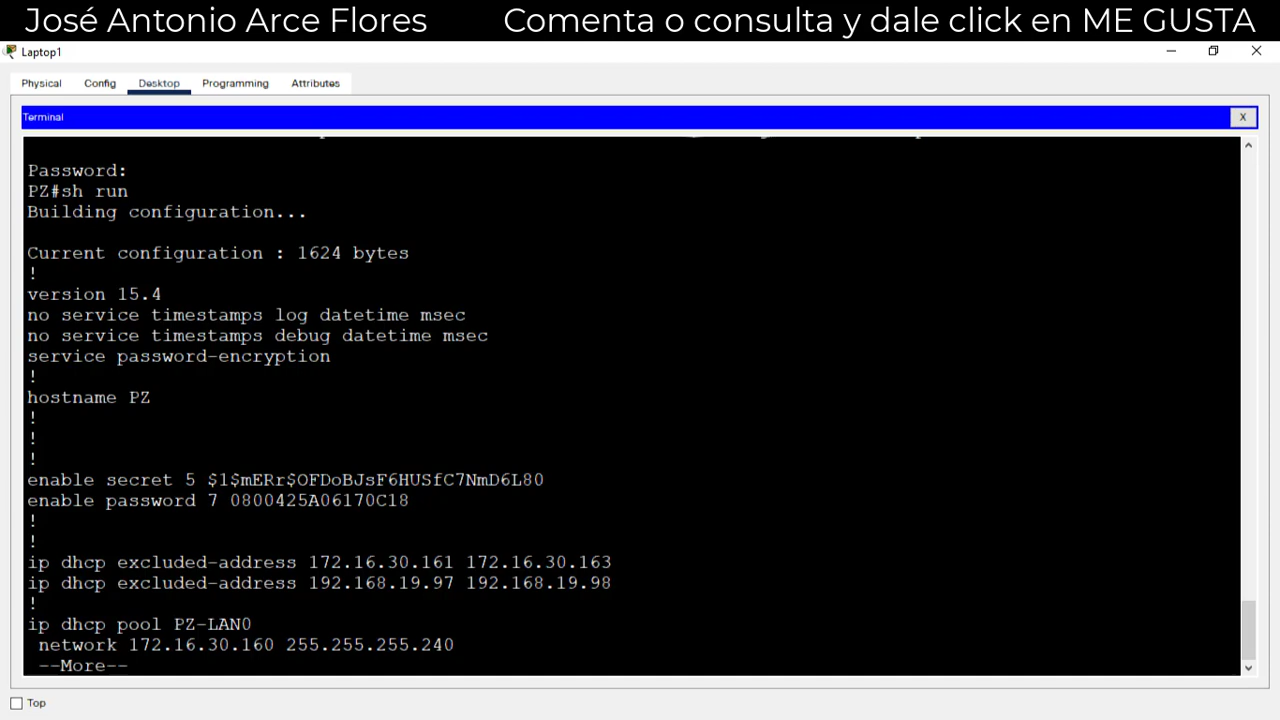 José Antonio Arce Flores Comenta o consulta y dale click en ME GUSTA
Laptop1
Physical Config Desktop Programming Attributes
Terminal X
Password:
PZ#sh run
Building configuration...
Current configuration : 1624 bytes
!
version 15.4
no service timestamps log datetime msec
no service timestamps debug datetime msec
service password-encryption
!
hostname PZ
!
!
!
enable secret 5 $1$mERr$OFDoBJsF6HUSfC7NmD6L80
enable password 7 0800425A06170C18
!
!
ip dhcp excluded-address 172.16.30.161 172.16.30.163
ip dhcp excluded-address 192.168.19.97 192.168.19.98
!
ip dhcp pool PZ-LAN0
network 172.16.30.160 255.255.255.240
--More--
Top